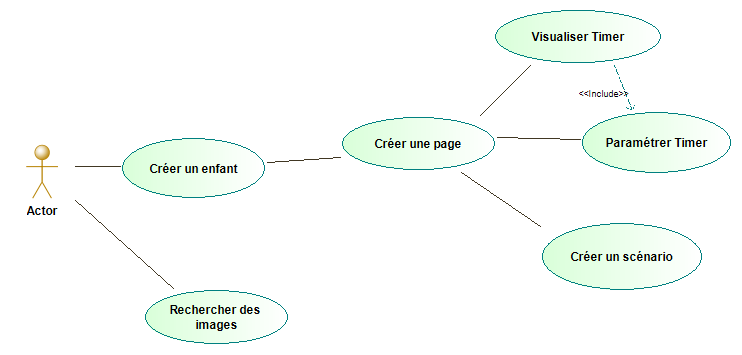 Visualiser Timer
<<Include>>
Créer une page
Paramétrer Timer
Créer un enfant
Actor
Créer un scénario
Rechercher des
images